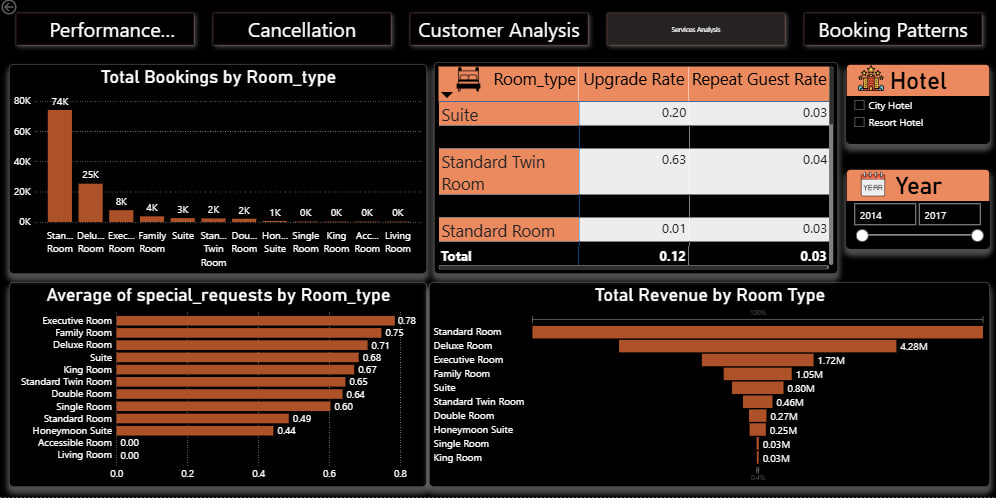 Performance...
Cancellation
Customer Analysis
Services Analysis
Booking Patterns
Total Bookings by Room_type
80K
60K
40K
20K
0K
74K
25K
8K
4K
3K
2K
2K
1K
0K
0K
0K
0K
Stan... Room
Delu... Room
Exec... Room
Family Room
Suite
Stan... Twin Room
Dou... Room
Hon... Suite
Single Room
King Room
Acc... Room
Living Room
Room_type Upgrade Rate Repeat Guest Rate
Suite 0.20 0.03
Standard Twin 0.63 0.04
Room
Standard Room 0.01 0.03
Total 0.12 0.03
Hotel
City Hotel
Resort Hotel
YEAR Year
2014 2017
Average of special_requests by Room_type
Executive Room 0.78
Family Room 0.75
Deluxe Room 0.71
Suite 0.68
King Room 0.67
Standard Twin Room 0.65
Double Room 0.64
Single Room 0.60
Standard Room 0.49
Honeymoon Suite 0.44
Accessible Room 0.00
Living Room 0.00
0.0 0.2 0.4 0.6 0.8
Total Revenue by Room Type
100%
Standard Room
Deluxe Room 4.28M
Executive Room 1.72M
Family Room 1.05M
Suite 0.80M
Standard Twin Room 0.46M
Double Room 0.27M
Honeymoon Suite 0.25M
Single Room 0.03M
King Room 0.03M
0.4%